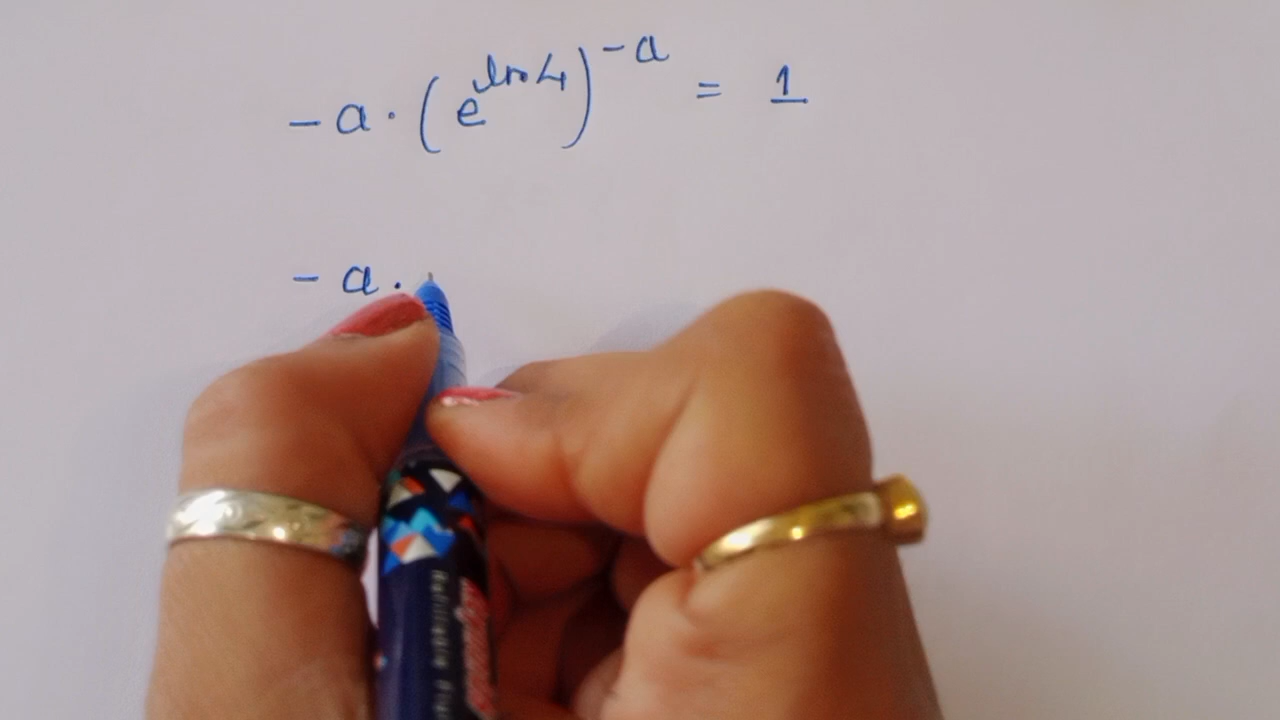 -a·(e^{ln 4})^{-a} = 1
-a·